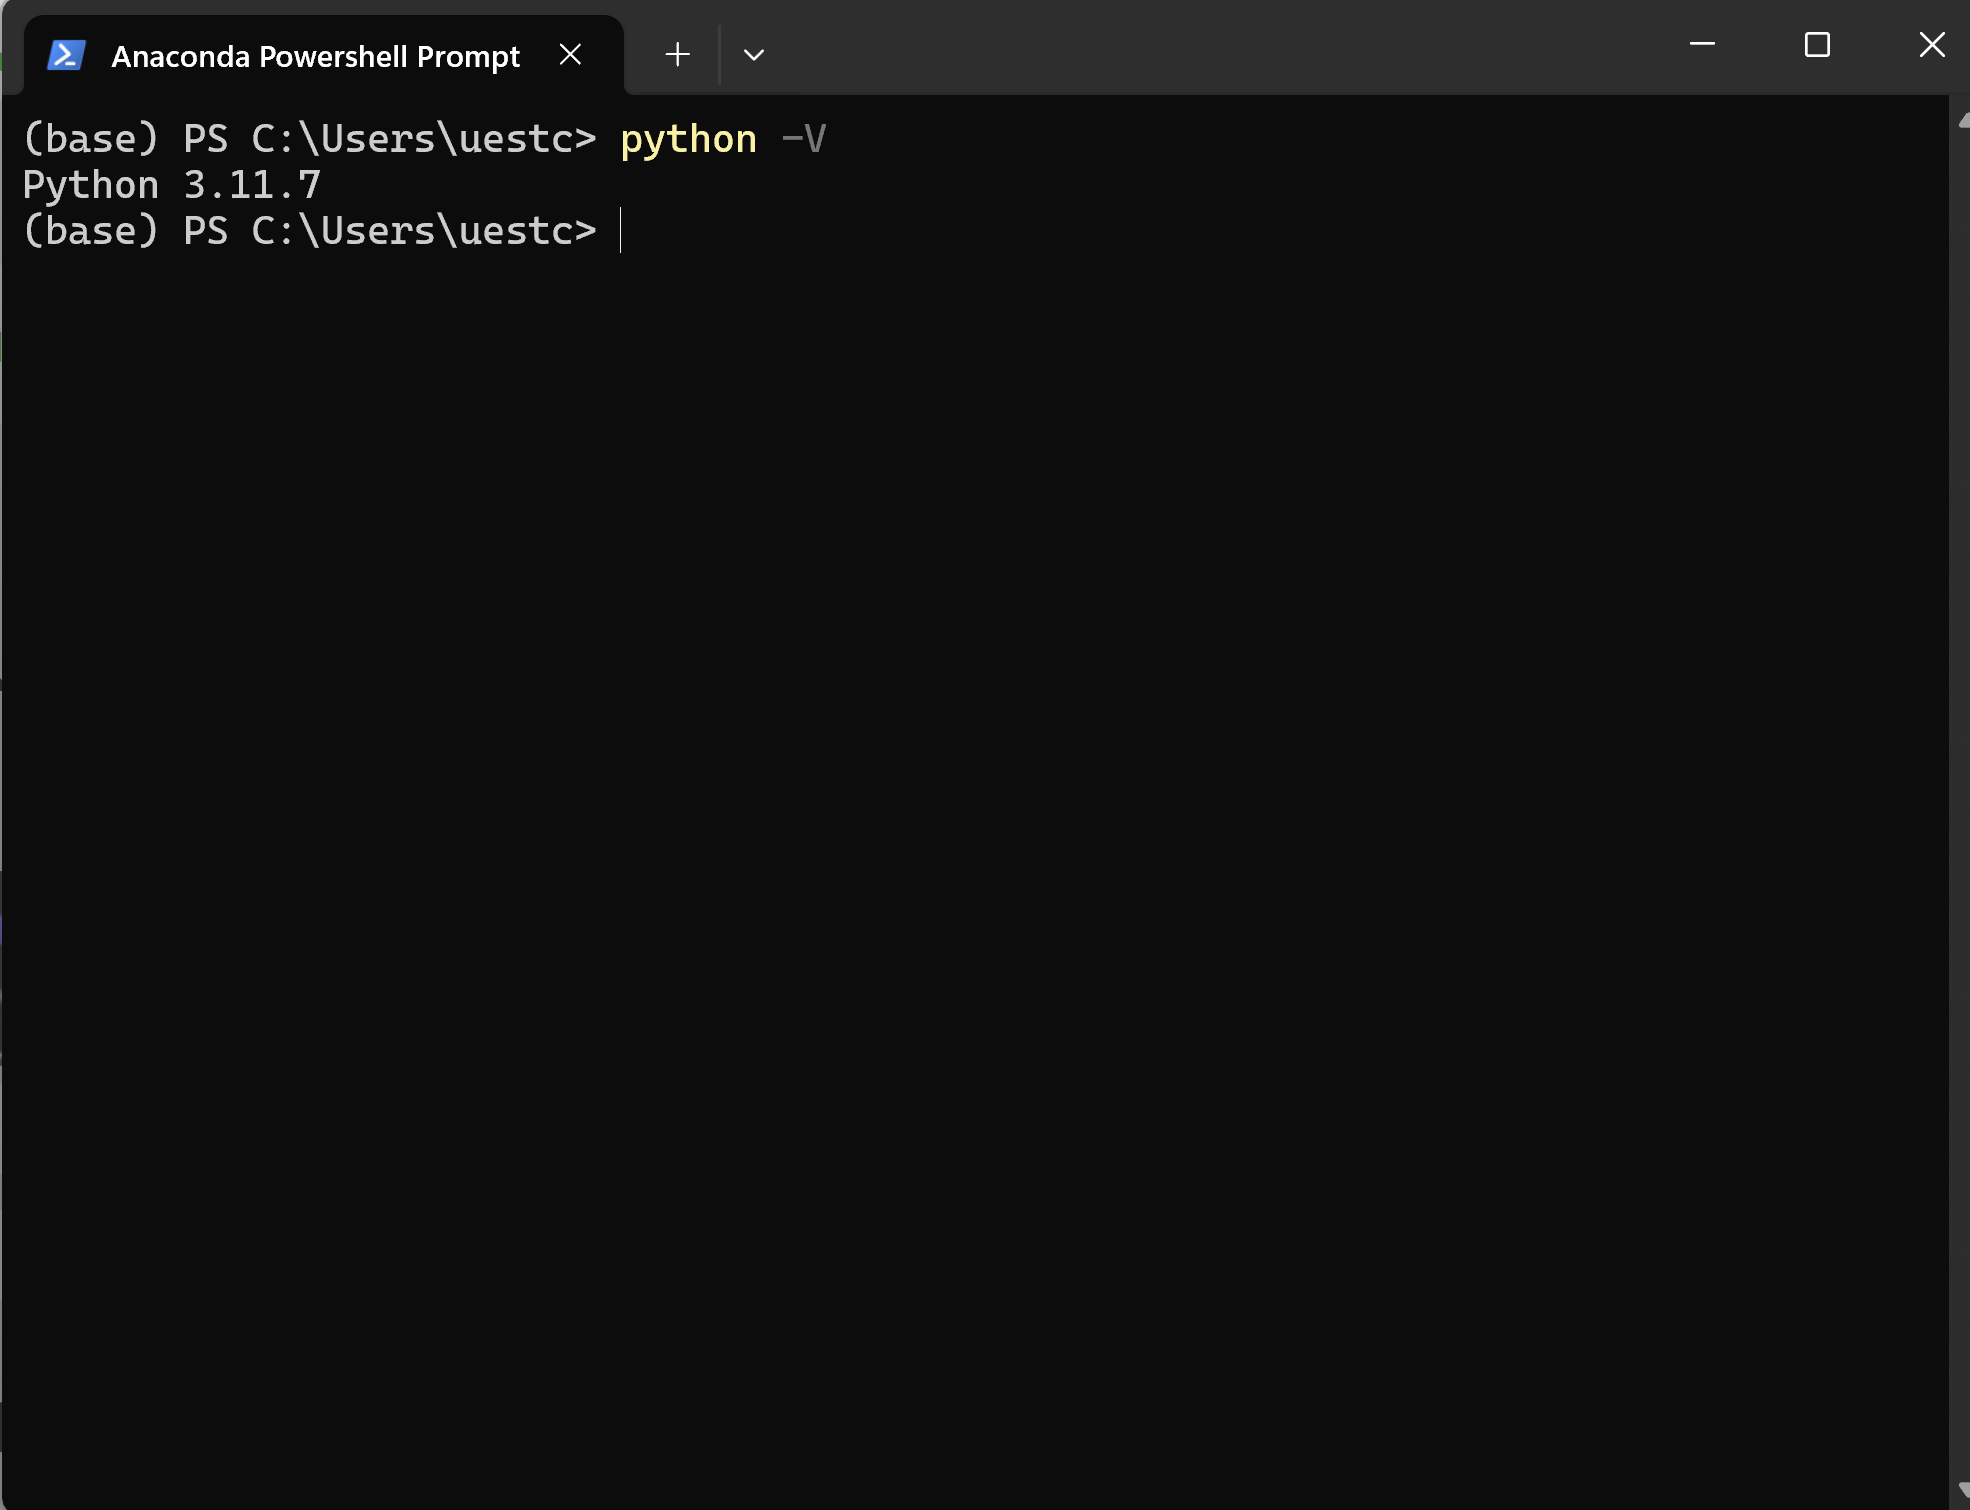 Anaconda Powershell Prompt
(base) PS C:\Users\uestc> python -V
Python 3.11.7
(base) PS C:\Users\uestc>